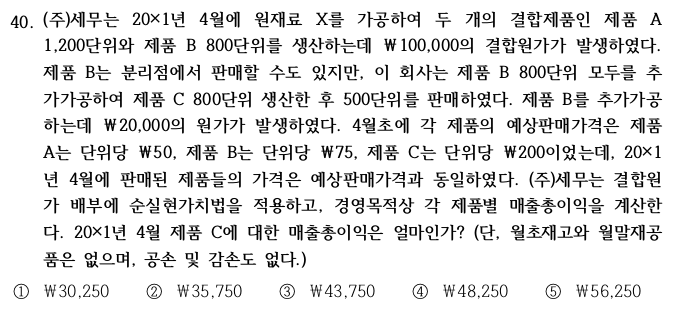 40. (주)세무는 20×1년 4월에 원재료 X를 가공하여 두 개의 결합제품인 제품 A
1,200단위와 제품 B 800단위를 생산하는데 ₩100,000의 결합원가가 발생하였다.
제품 B는 분리점에서 판매할 수도 있지만, 이 회사는 제품 B 800단위 모두를 추
가가공하여 제품 C 800단위 생산한 후 500단위를 판매하였다. 제품 B를 추가가공
하는데 ₩20,000의 원가가 발생하였다. 4월초에 각 제품의 예상판매가격은 제품
A는 단위당 ₩50, 제품 B는 단위당 ₩75, 제품 C는 단위당 ₩200이었는데, 20×1
년 4월에 판매된 제품들의 가격은 예상판매가격과 동일하였다. (주)세무는 결합원
가 배부에 순실현가치법을 적용하고, 경영목적상 각 제품별 매출총이익을 계산한
다. 20×1년 4월 제품 C에 대한 매출총이익은 얼마인가? (단, 월초재고와 월말재공
품은 없으며, 공손 및 감손도 없다.)
① ₩30,250 ② ₩35,750 ③ ₩43,750 ④ ₩48,250 ⑤ ₩56,250